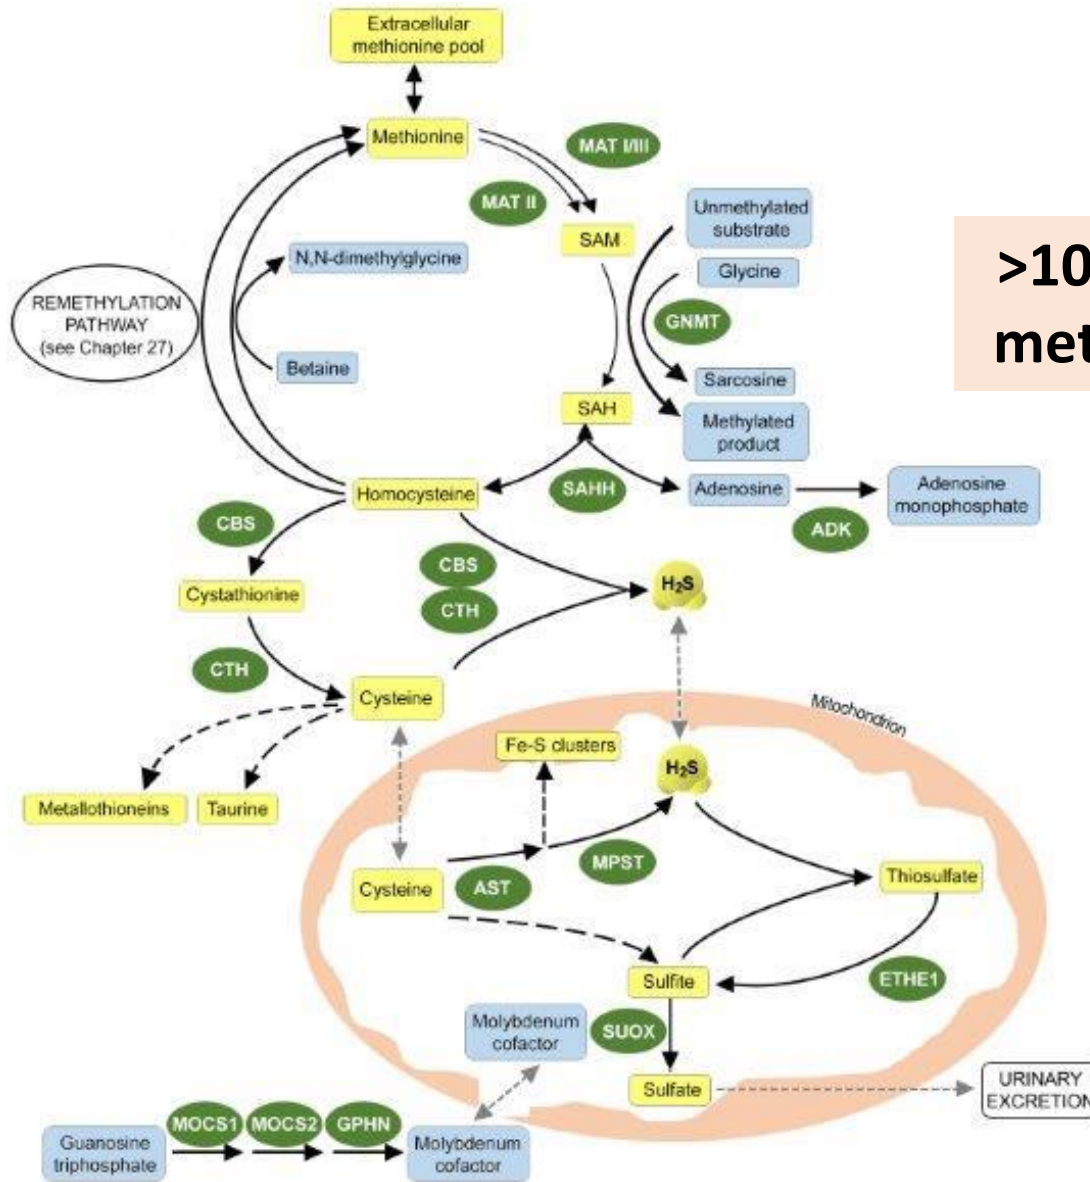 Extracellular
methionine pool
Methionine
MAT I/III
MAT II
SAM
Unmethylated
substrate
Glycine
GNMT
N,N-dimethylglycine
REMETHYLATION
PATHWAY
(see Chapter 27)
Betaine
Sarcosine
SAH
Methylated
product
>10
met
Homocysteine
SAHH
Adenosine
Adenosine
monophosphate
ADK
CBS
CBS
CTH
H₂S
Cystathionine
CTH
Cysteine
Mitochondrion
Fe-S clusters
H₂S
Metallothioneins
Taurine
Cysteine
AST
MPST
Thiosulfate
ETHE1
Sulfite
Molybdenum
cofactor
SUOX
Sulfate
URINARY
EXCRETION
MOCS1
MOCS2
GPHN
Guanosine
triphosphate
Molybdenum
cofactor